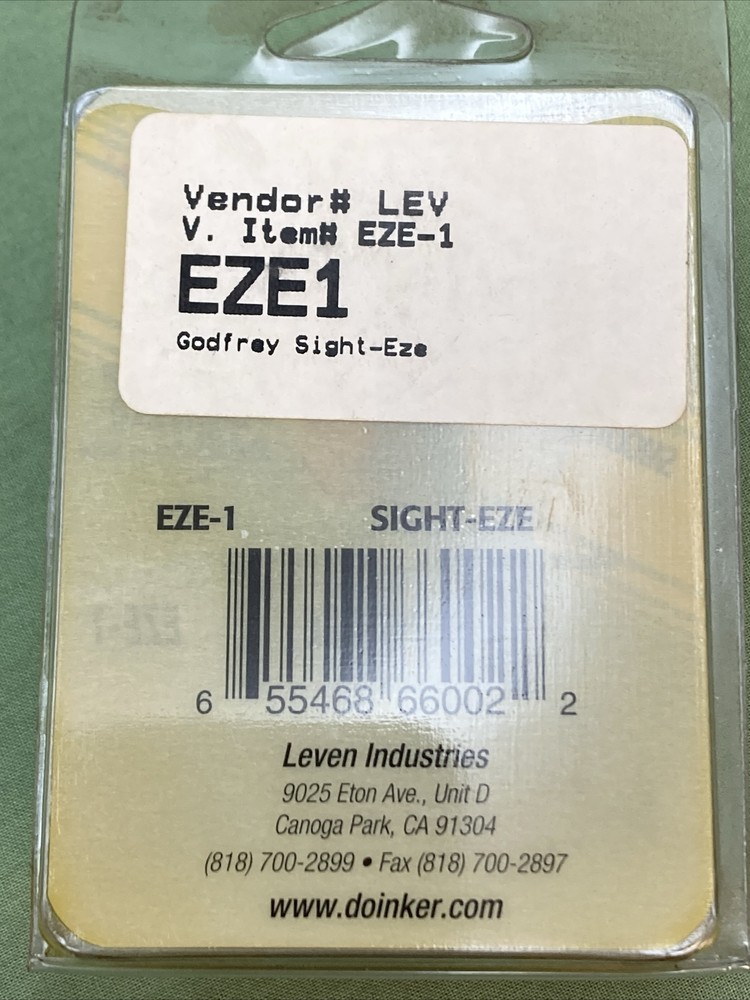 Vendor# LEV
V. Item# EZE-1
EZE1
Godfrey Sight-Eze
EZE-1 SIGHT-EZE
6 55468 66002 2
Leven Industries
9025 Eton Ave., Unit D
Canoga Park, CA 91304
(818) 700-2899 • Fax (818) 700-2897
www.doinker.com